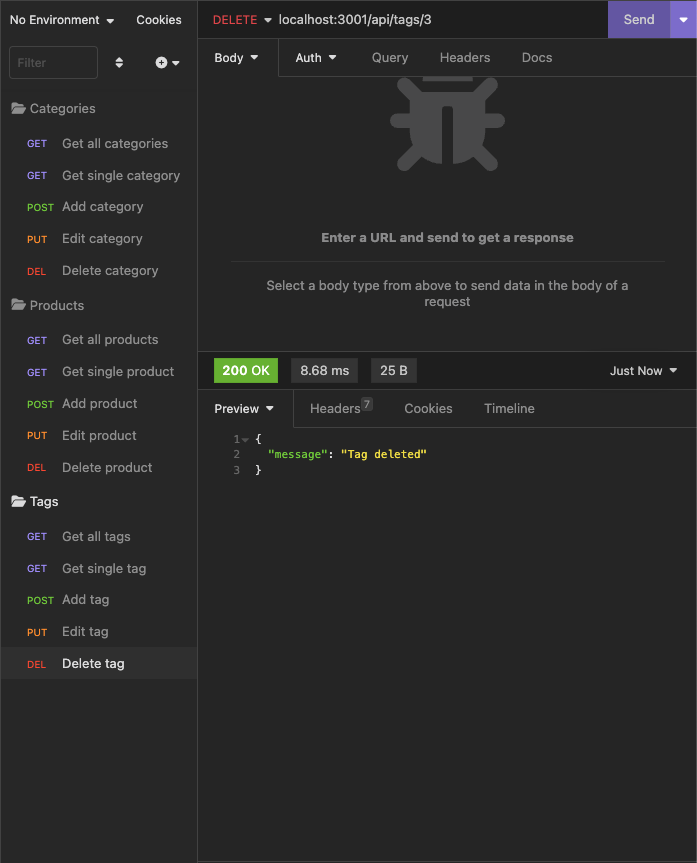 No Environment
Cookies
Filter
Categories
GET Get all categories
GET Get single category
POST Add category
PUT Edit category
DEL Delete category
Products
GET Get all products
GET Get single product
POST Add product
PUT Edit product
DEL Delete product
Tags
GET Get all tags
GET Get single tag
POST Add tag
PUT Edit tag
DEL Delete tag
DELETE localhost:3001/api/tags/3 Send
Body Auth Query Headers Docs
Enter a URL and send to get a response
Select a body type from above to send data in the body of a
request
200 OK 8.68 ms 25 B Just Now
Preview Headers 7 Cookies Timeline
1 {
2 "message": "Tag deleted"
3 }